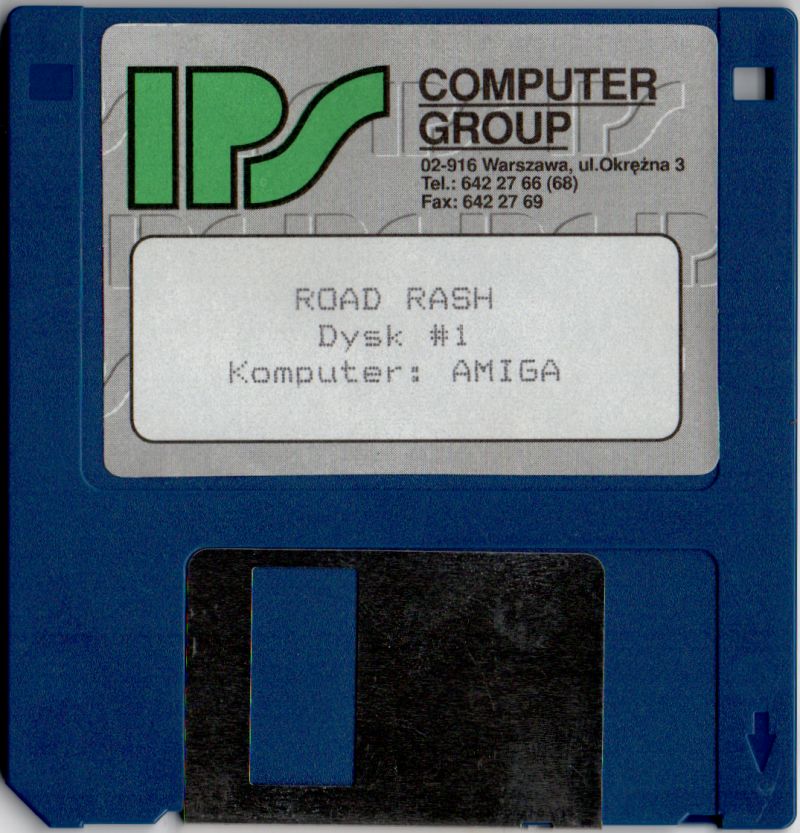 IPS
COMPUTER
GROUP
02-916 Warszawa, ul.Okrężna 3
Tel.: 642 27 66 (68)
Fax: 642 27 69
ROAD RASH
Dysk #1
Komputer: AMIGA